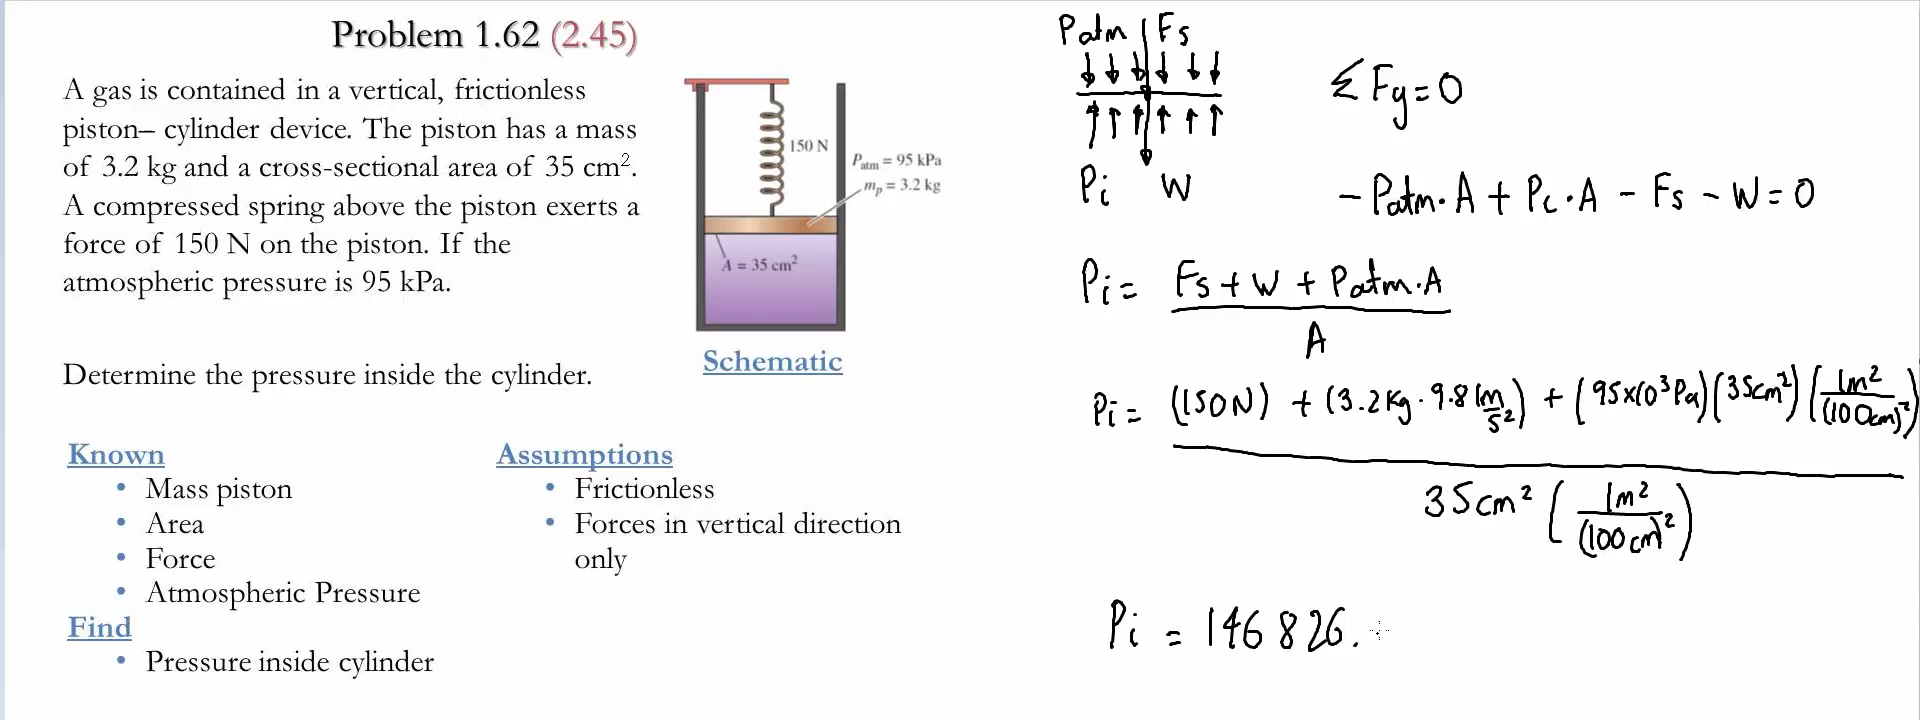 Problem 1.62 (2.45)
A gas is contained in a vertical, frictionless
piston– cylinder device. The piston has a mass
of 3.2 kg and a cross-sectional area of 35 cm².
A compressed spring above the piston exerts a
force of 150 N on the piston. If the
atmospheric pressure is 95 kPa.
Determine the pressure inside the cylinder.
150 N
Patm = 95 kPa
mp = 3.2 kg
A = 35 cm²
Schematic
Known
• Mass piston
• Area
• Force
• Atmospheric Pressure
Find
• Pressure inside cylinder
Assumptions
• Frictionless
• Forces in vertical direction
only
Patm Fs
Pi W
ΣFy=0
-Patm·A + Pi·A - Fs - W = 0
Pi = Fs + W + Patm·A
A
Pi = (150N) + (3.2Kg · 9.81 m/s²) + (95×10³Pa)(35cm²)(1m²/(100cm)²)
35cm² (1m²/(100cm)²)
Pi = 146826.